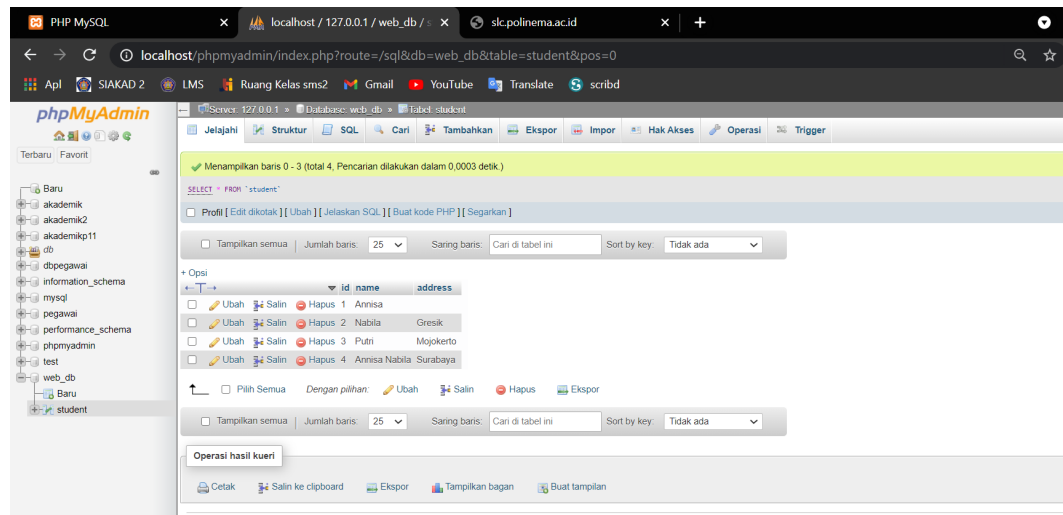 PHP MySQL
localhost / 127.0.0.1 / web_db / s
slc.polinema.ac.id
localhost/phpmyadmin/index.php?route=/sql&db=web_db&table=student&pos=0
Apl SIAKAD 2 LMS Ruang Kelas sms2 Gmail YouTube Translate scribd
phpMyAdmin
Terbaru Favorit
Baru
akademik
akademik2
akademikp11
db
dbpegawai
information_schema
mysql
pegawai
performance_schema
phpmyadmin
test
web_db
Baru
student
Server: 127.0.0.1 » Database: web_db » Tabel: student
Jelajahi Struktur SQL Cari Tambahkan Ekspor Impor Hak Akses Operasi Trigger
Menampilkan baris 0 - 3 (total 4, Pencarian dilakukan dalam 0,0003 detik.)
SELECT * FROM `student`
Profil [ Edit dikotak ] [ Ubah ] [ Jelaskan SQL ] [ Buat kode PHP ] [ Segarkan ]
Tampilkan semua | Jumlah baris: 25 Saring baris: Cari di tabel ini Sort by key: Tidak ada
+ Opsi
←T→ id name address
Ubah Salin Hapus 1 Annisa
Ubah Salin Hapus 2 Nabila Gresik
Ubah Salin Hapus 3 Putri Mojokerto
Ubah Salin Hapus 4 Annisa Nabila Surabaya
Pilih Semua Dengan pilihan: Ubah Salin Hapus Ekspor
Tampilkan semua | Jumlah baris: 25 Saring baris: Cari di tabel ini Sort by key: Tidak ada
Operasi hasil kueri
Cetak Salin ke clipboard Ekspor Tampilkan bagan Buat tampilan